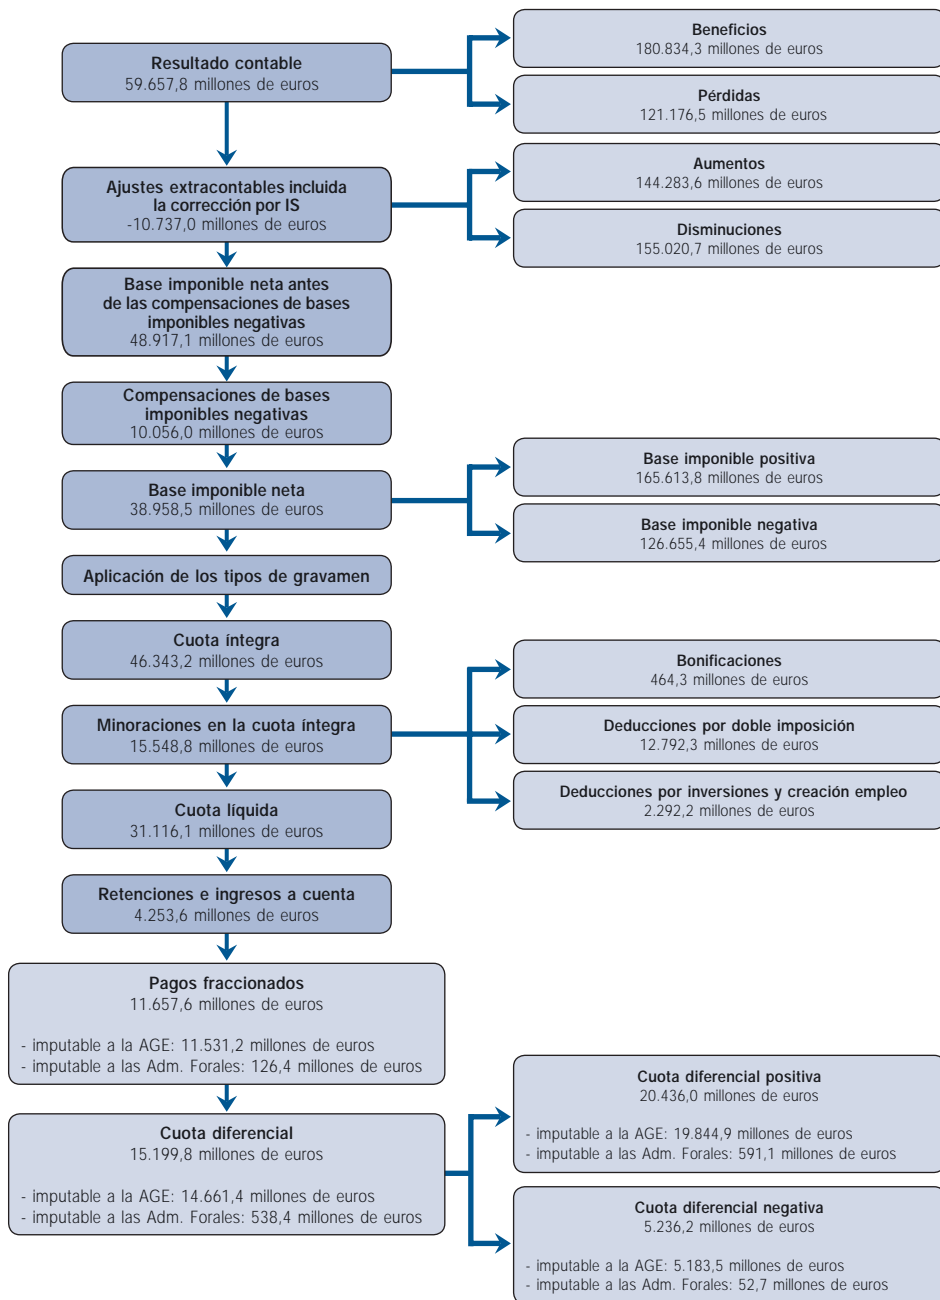 Resultado contable
59.657,8 millones de euros
Beneficios
180.834,3 millones de euros
Pérdidas
121.176,5 millones de euros
Ajustes extracontables incluida
la corrección por IS
-10.737,0 millones de euros
Aumentos
144.283,6 millones de euros
Disminuciones
155.020,7 millones de euros
Base imponible neta antes
de las compensaciones de bases
imponibles negativas
48.917,1 millones de euros
Compensaciones de bases
imponibles negativas
10.056,0 millones de euros
Base imponible neta
38.958,5 millones de euros
Base imponible positiva
165.613,8 millones de euros
Base imponible negativa
126.655,4 millones de euros
Aplicación de los tipos de gravamen
Cuota íntegra
46.343,2 millones de euros
Minoraciones en la cuota íntegra
15.548,8 millones de euros
Bonificaciones
464,3 millones de euros
Deducciones por doble imposición
12.792,3 millones de euros
Deducciones por inversiones y creación empleo
2.292,2 millones de euros
Cuota líquida
31.116,1 millones de euros
Retenciones e ingresos a cuenta
4.253,6 millones de euros
Pagos fraccionados
11.657,6 millones de euros
- imputable a la AGE: 11.531,2 millones de euros
- imputable a las Adm. Forales: 126,4 millones de euros
Cuota diferencial
15.199,8 millones de euros
- imputable a la AGE: 14.661,4 millones de euros
- imputable a las Adm. Forales: 538,4 millones de euros
Cuota diferencial positiva
20.436,0 millones de euros
- imputable a la AGE: 19.844,9 millones de euros
- imputable a las Adm. Forales: 591,1 millones de euros
Cuota diferencial negativa
5.236,2 millones de euros
- imputable a la AGE: 5.183,5 millones de euros
- imputable a las Adm. Forales: 52,7 millones de euros